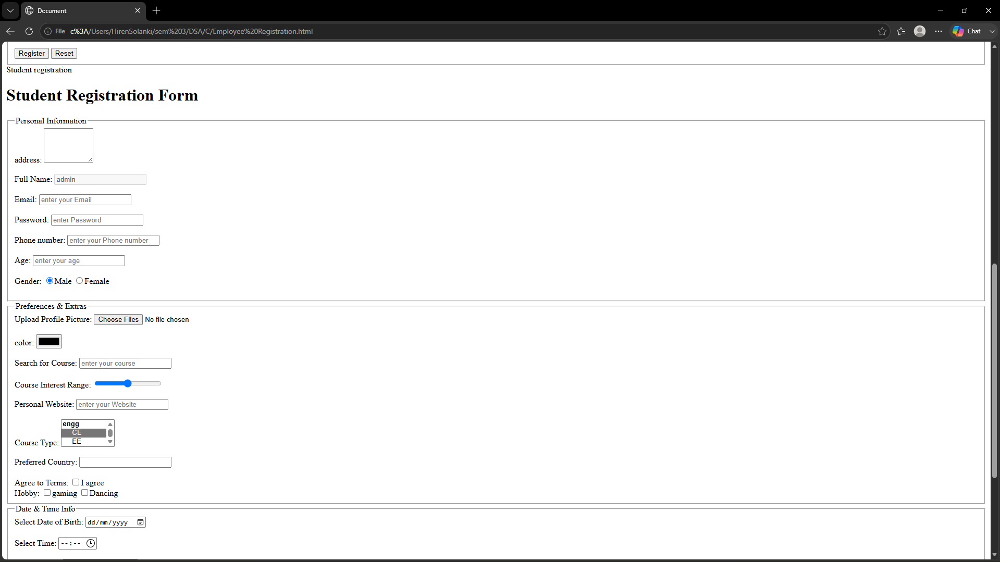 Document
File c%3A/Users/HirenSolanki/sem%203/DSA/C/Employee%20Registration.html
Chat
Register Reset
Student registration
Student Registration Form
Personal Information
address:
Full Name: admin
Email: enter your Email
Password: enter Password
Phone number: enter your Phone number
Age: enter your age
Gender: Male Female
Preferences & Extras
Upload Profile Picture: Choose Files No file chosen
color:
Search for Course: enter your course
Course Interest Range:
Personal Website: enter your Website
engg
CE
EE
Course Type:
Preferred Country:
Agree to Terms: I agree
Hobby: gaming Dancing
Date & Time Info
Select Date of Birth: dd/mm/yyyy
Select Time: --:--